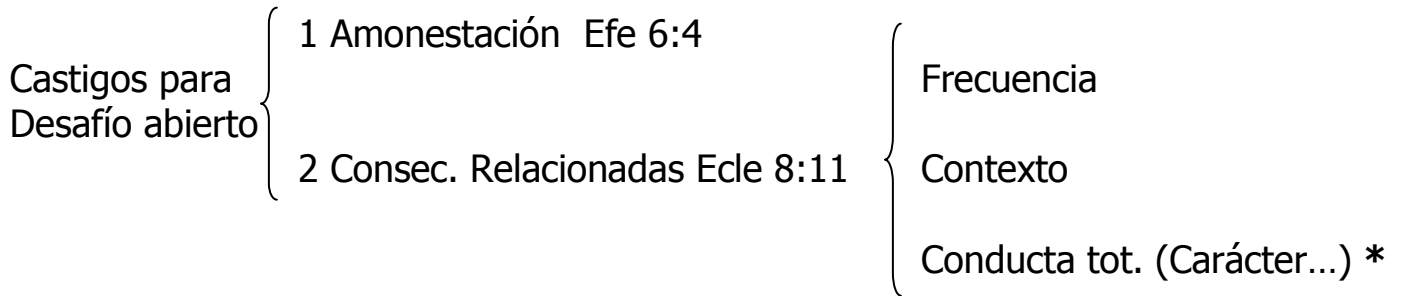 Castigos para
Desafío abierto
1 Amonestación Efe 6:4
2 Consec. Relacionadas Ecle 8:11
Frecuencia
Contexto
Conducta tot. (Carácter…) *